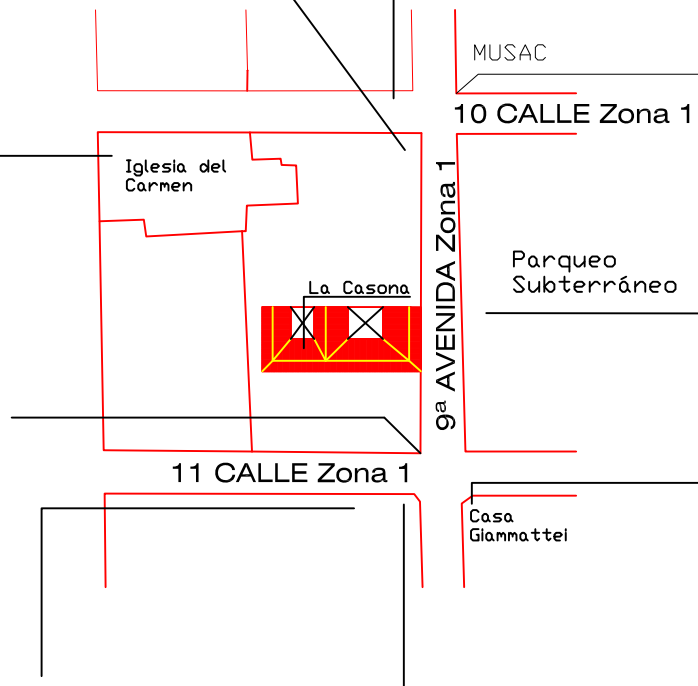 MUSAC
10 CALLE Zona 1
Iglesia del
Carmen
9ª AVENIDA Zona 1
Parqueo
Subterráneo
La Casona
11 CALLE Zona 1
Casa
Giammattei